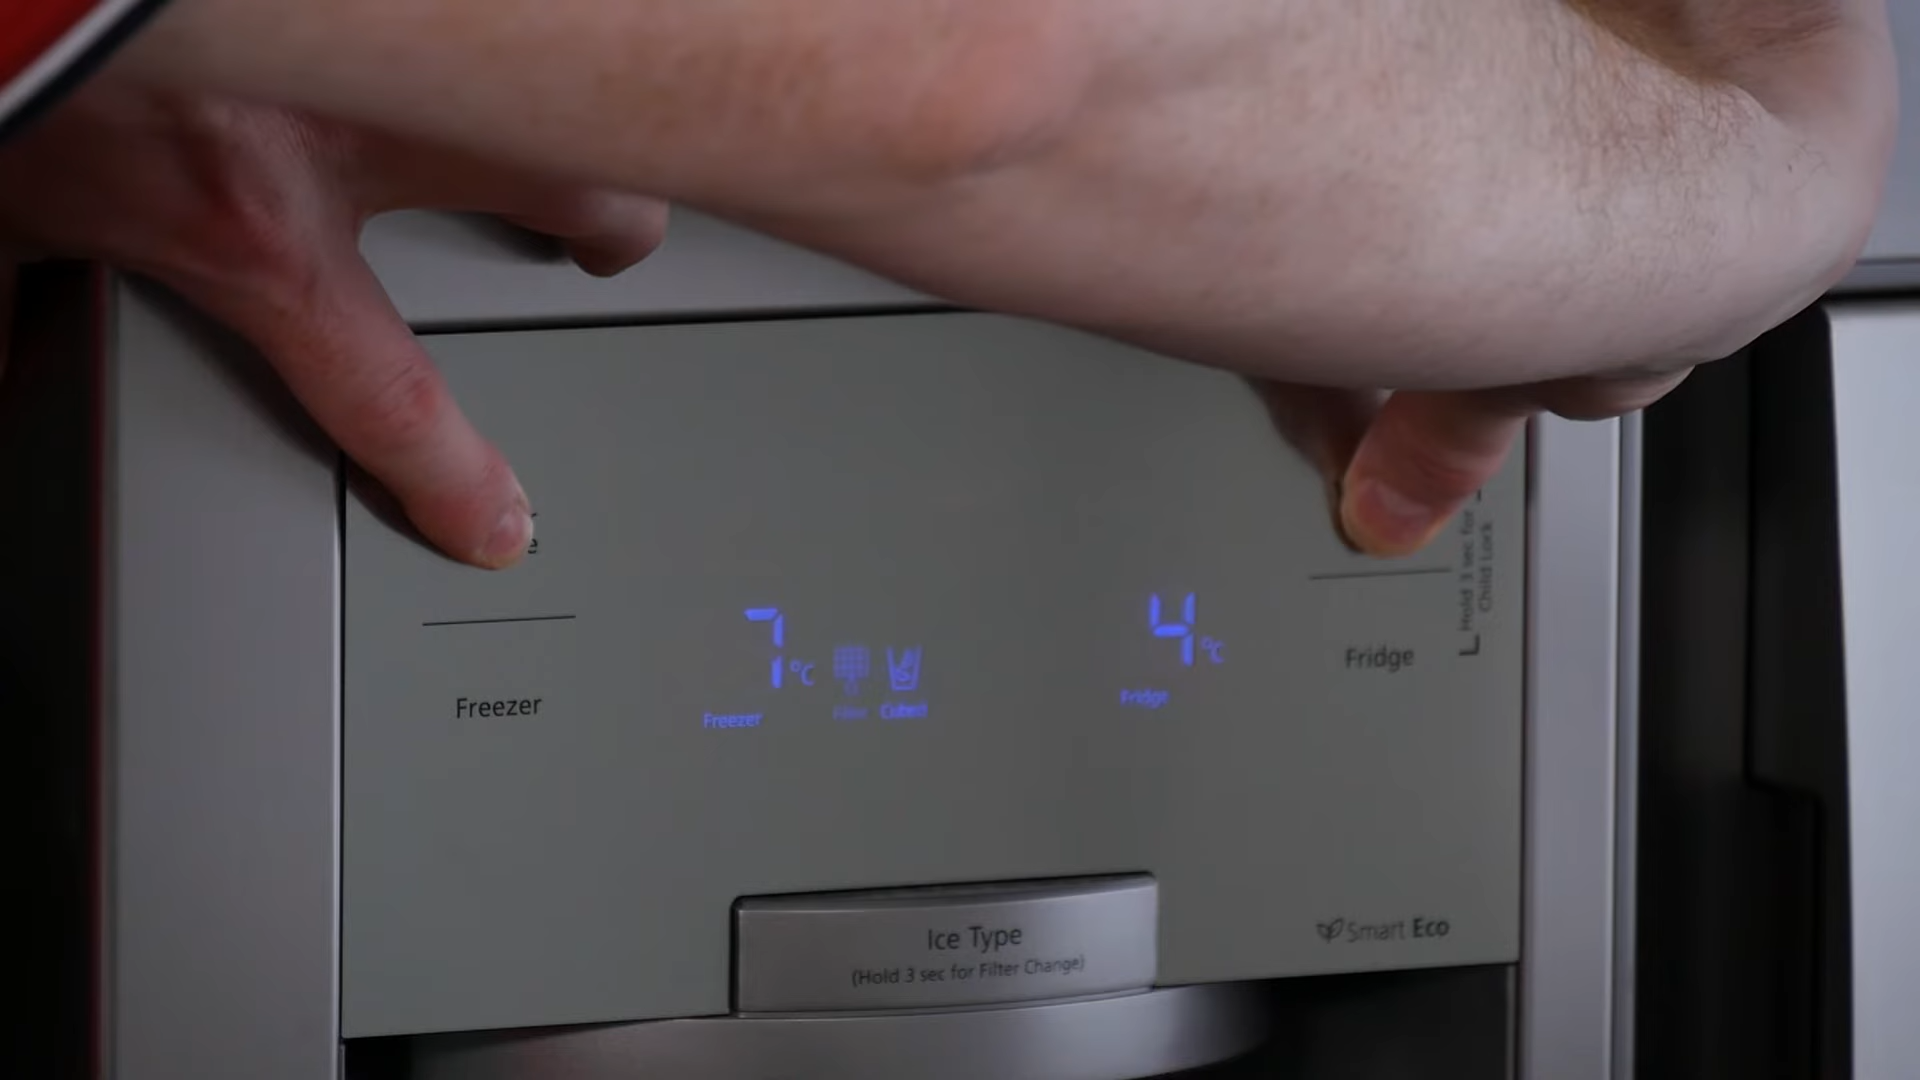 e
Hold 3 sec for
Child Lock
7 °C
4 °C
Fridge
Freezer
Fridge
Freezer
Filter
Cubed
Ice Type
(Hold 3 sec for Filter Change)
Smart Eco